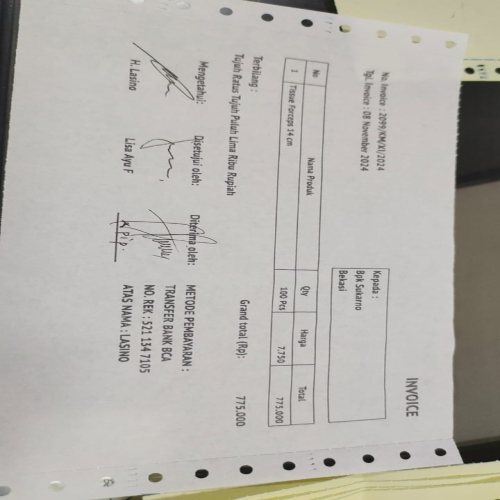 INVOICE
No. Invoice : 2099/KM/XI/2024
Tgl. Invoice : 08 November 2024
Kepada :
Bpk Sukarno
Bekasi
No Nama Produk Qty Harga Total
1 Tissue Forceps 14 cm 100 Pcs 7,750 775.000
Grand total (Rp): 775.000
Terbilang :
Tujuh Ratus Tujuh Puluh Lima Ribu Rupiah
Mengetahui: Disetujui oleh: Diterima oleh:
H. Lasino Lisa Ayu F
METODE PEMBAYARAN :
TRANSFER BANK BCA
NO. REK : 521 134 7105
ATAS NAMA : LASINO